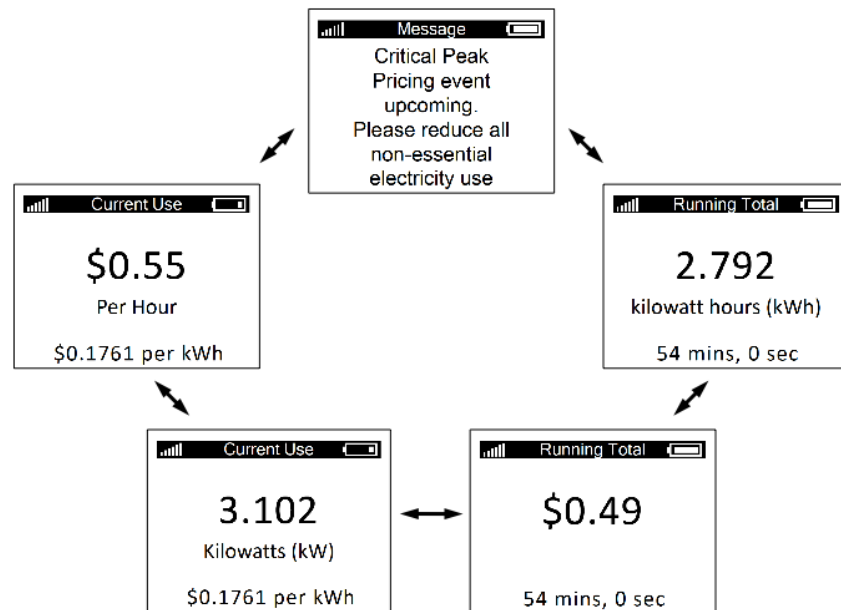 Message
Critical Peak
Pricing event
upcoming.
Please reduce all
non-essential
electricity use
Current Use
$0.55
Per Hour
$0.1761 per kWh
Running Total
2.792
kilowatt hours (kWh)
54 mins, 0 sec
Current Use
3.102
Kilowatts (kW)
$0.1761 per kWh
Running Total
$0.49
54 mins, 0 sec